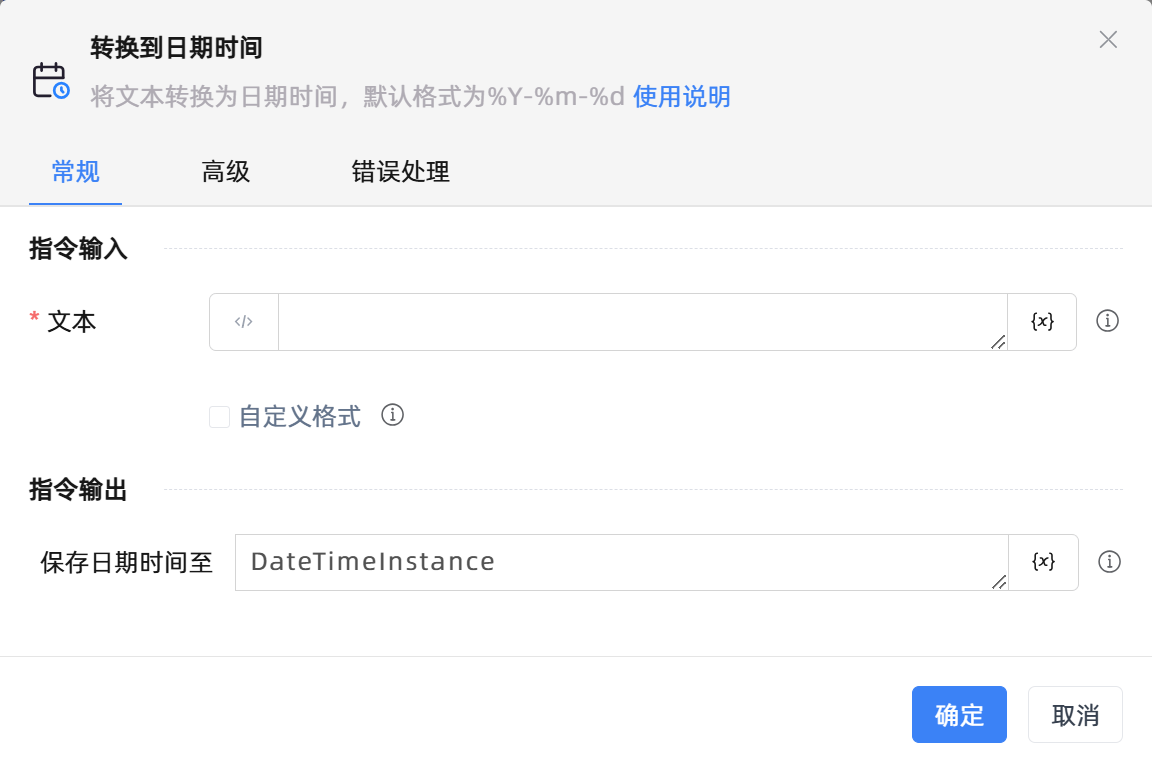 转换到日期时间
将文本转换为日期时间，默认格式为%Y-%m-%d 使用说明
常规 高级 错误处理
指令输入
* 文本 </> {x}
自定义格式
指令输出
保存日期时间至 DateTimeInstance {x}
确定 取消